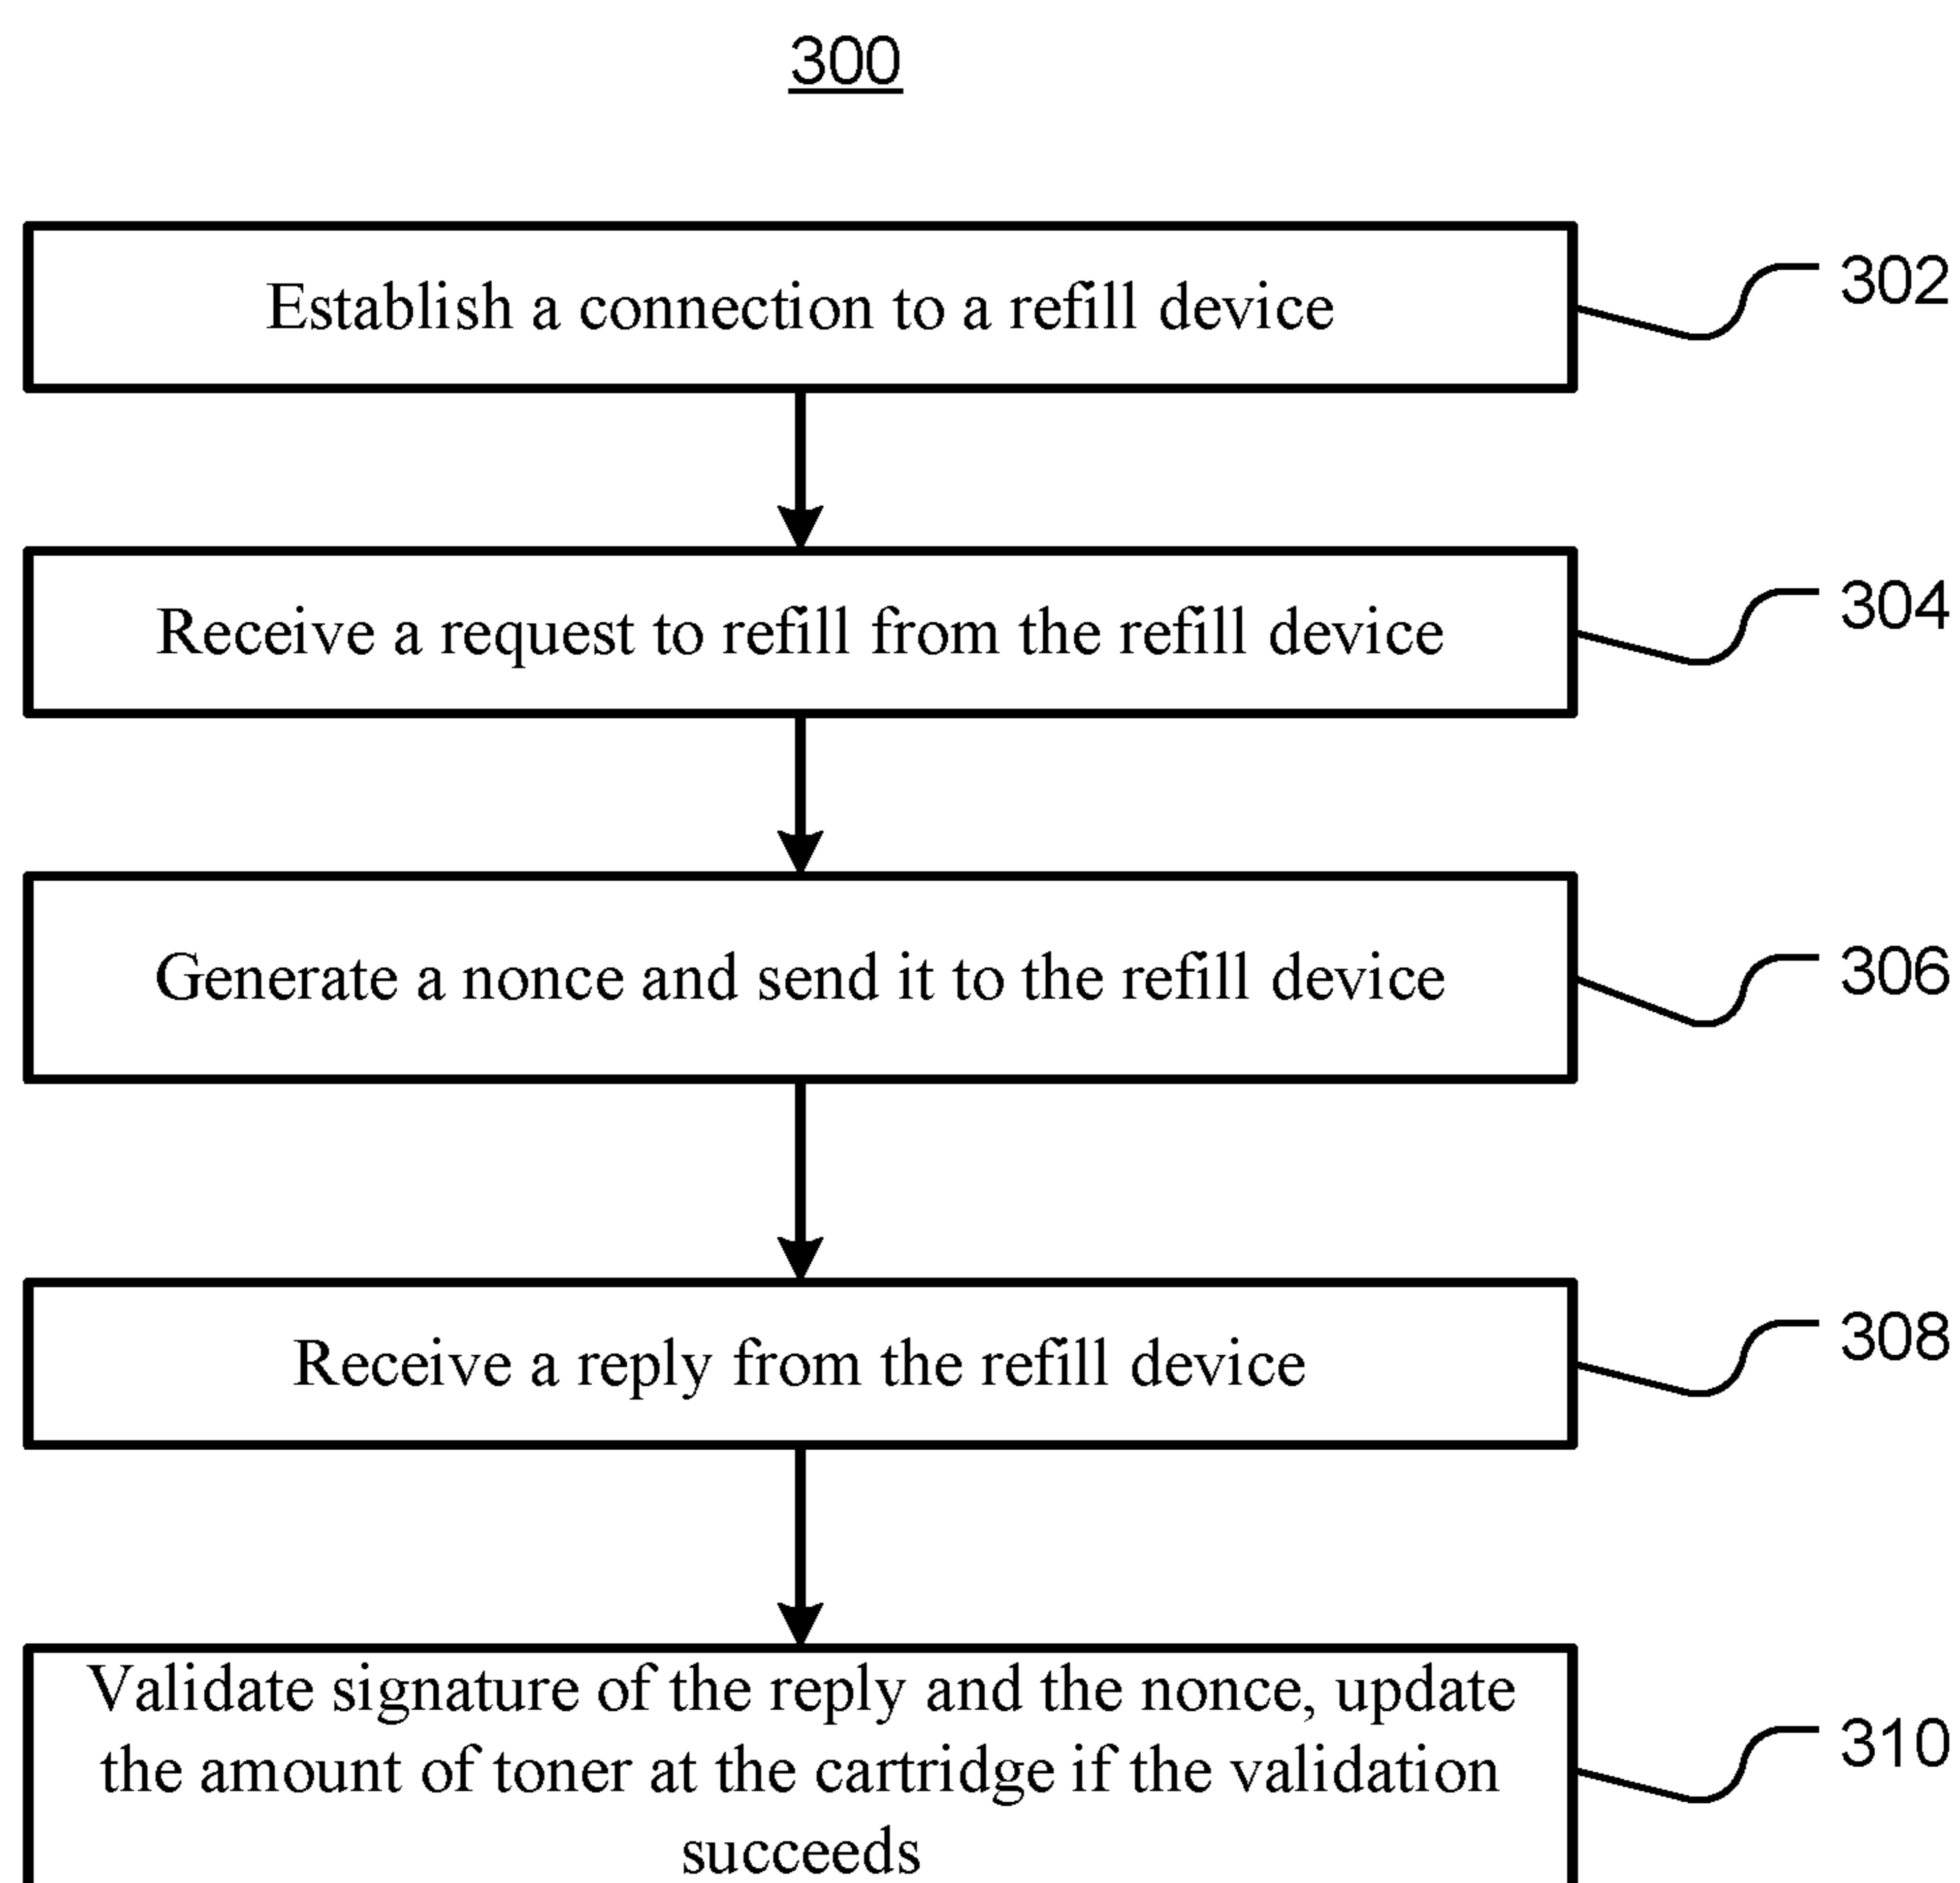 300
Establish a connection to a refill device
302
Receive a request to refill from the refill device
304
Generate a nonce and send it to the refill device
306
Receive a reply from the refill device
308
Validate signature of the reply and the nonce, update
the amount of toner at the cartridge if the validation
succeeds
310